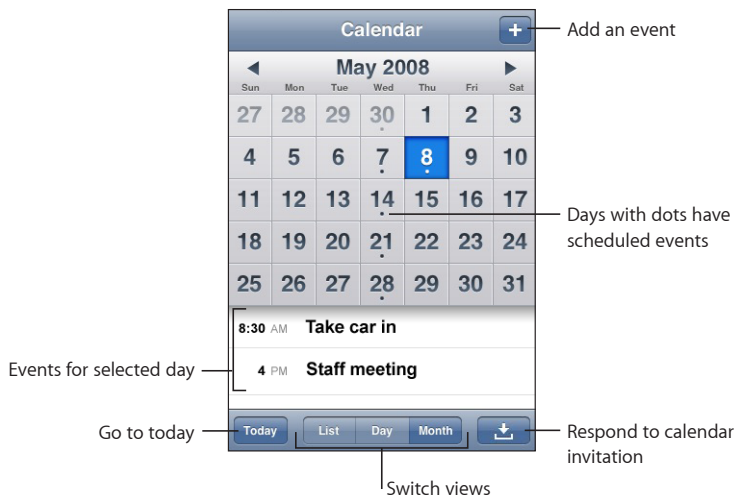 Calendar
+
Add an event
May 2008
Sun Mon Tue Wed Thu Fri Sat
27 28 29 30 1 2 3
4 5 6 7 8 9 10
11 12 13 14 15 16 17
Days with dots have
scheduled events
18 19 20 21 22 23 24
25 26 27 28 29 30 31
8:30 AM Take car in
Events for selected day
4 PM Staff meeting
Go to today
Today List Day Month
Respond to calendar
invitation
Switch views